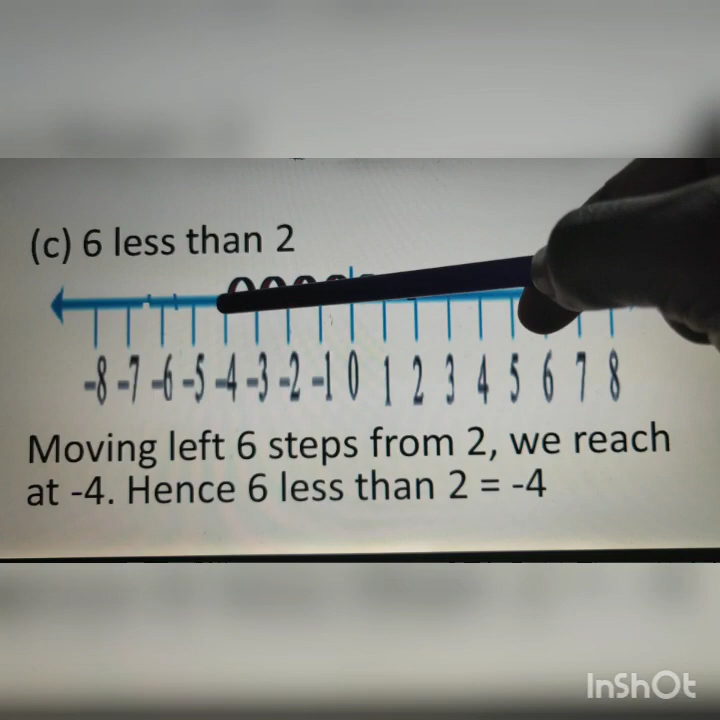 (c) 6 less than 2
-8 -7 -6 -5 -4 -3 -2 -1 0 1 2 3 4 5 6 7 8
Moving left 6 steps from 2, we reach
at -4. Hence 6 less than 2 = -4
InShOt